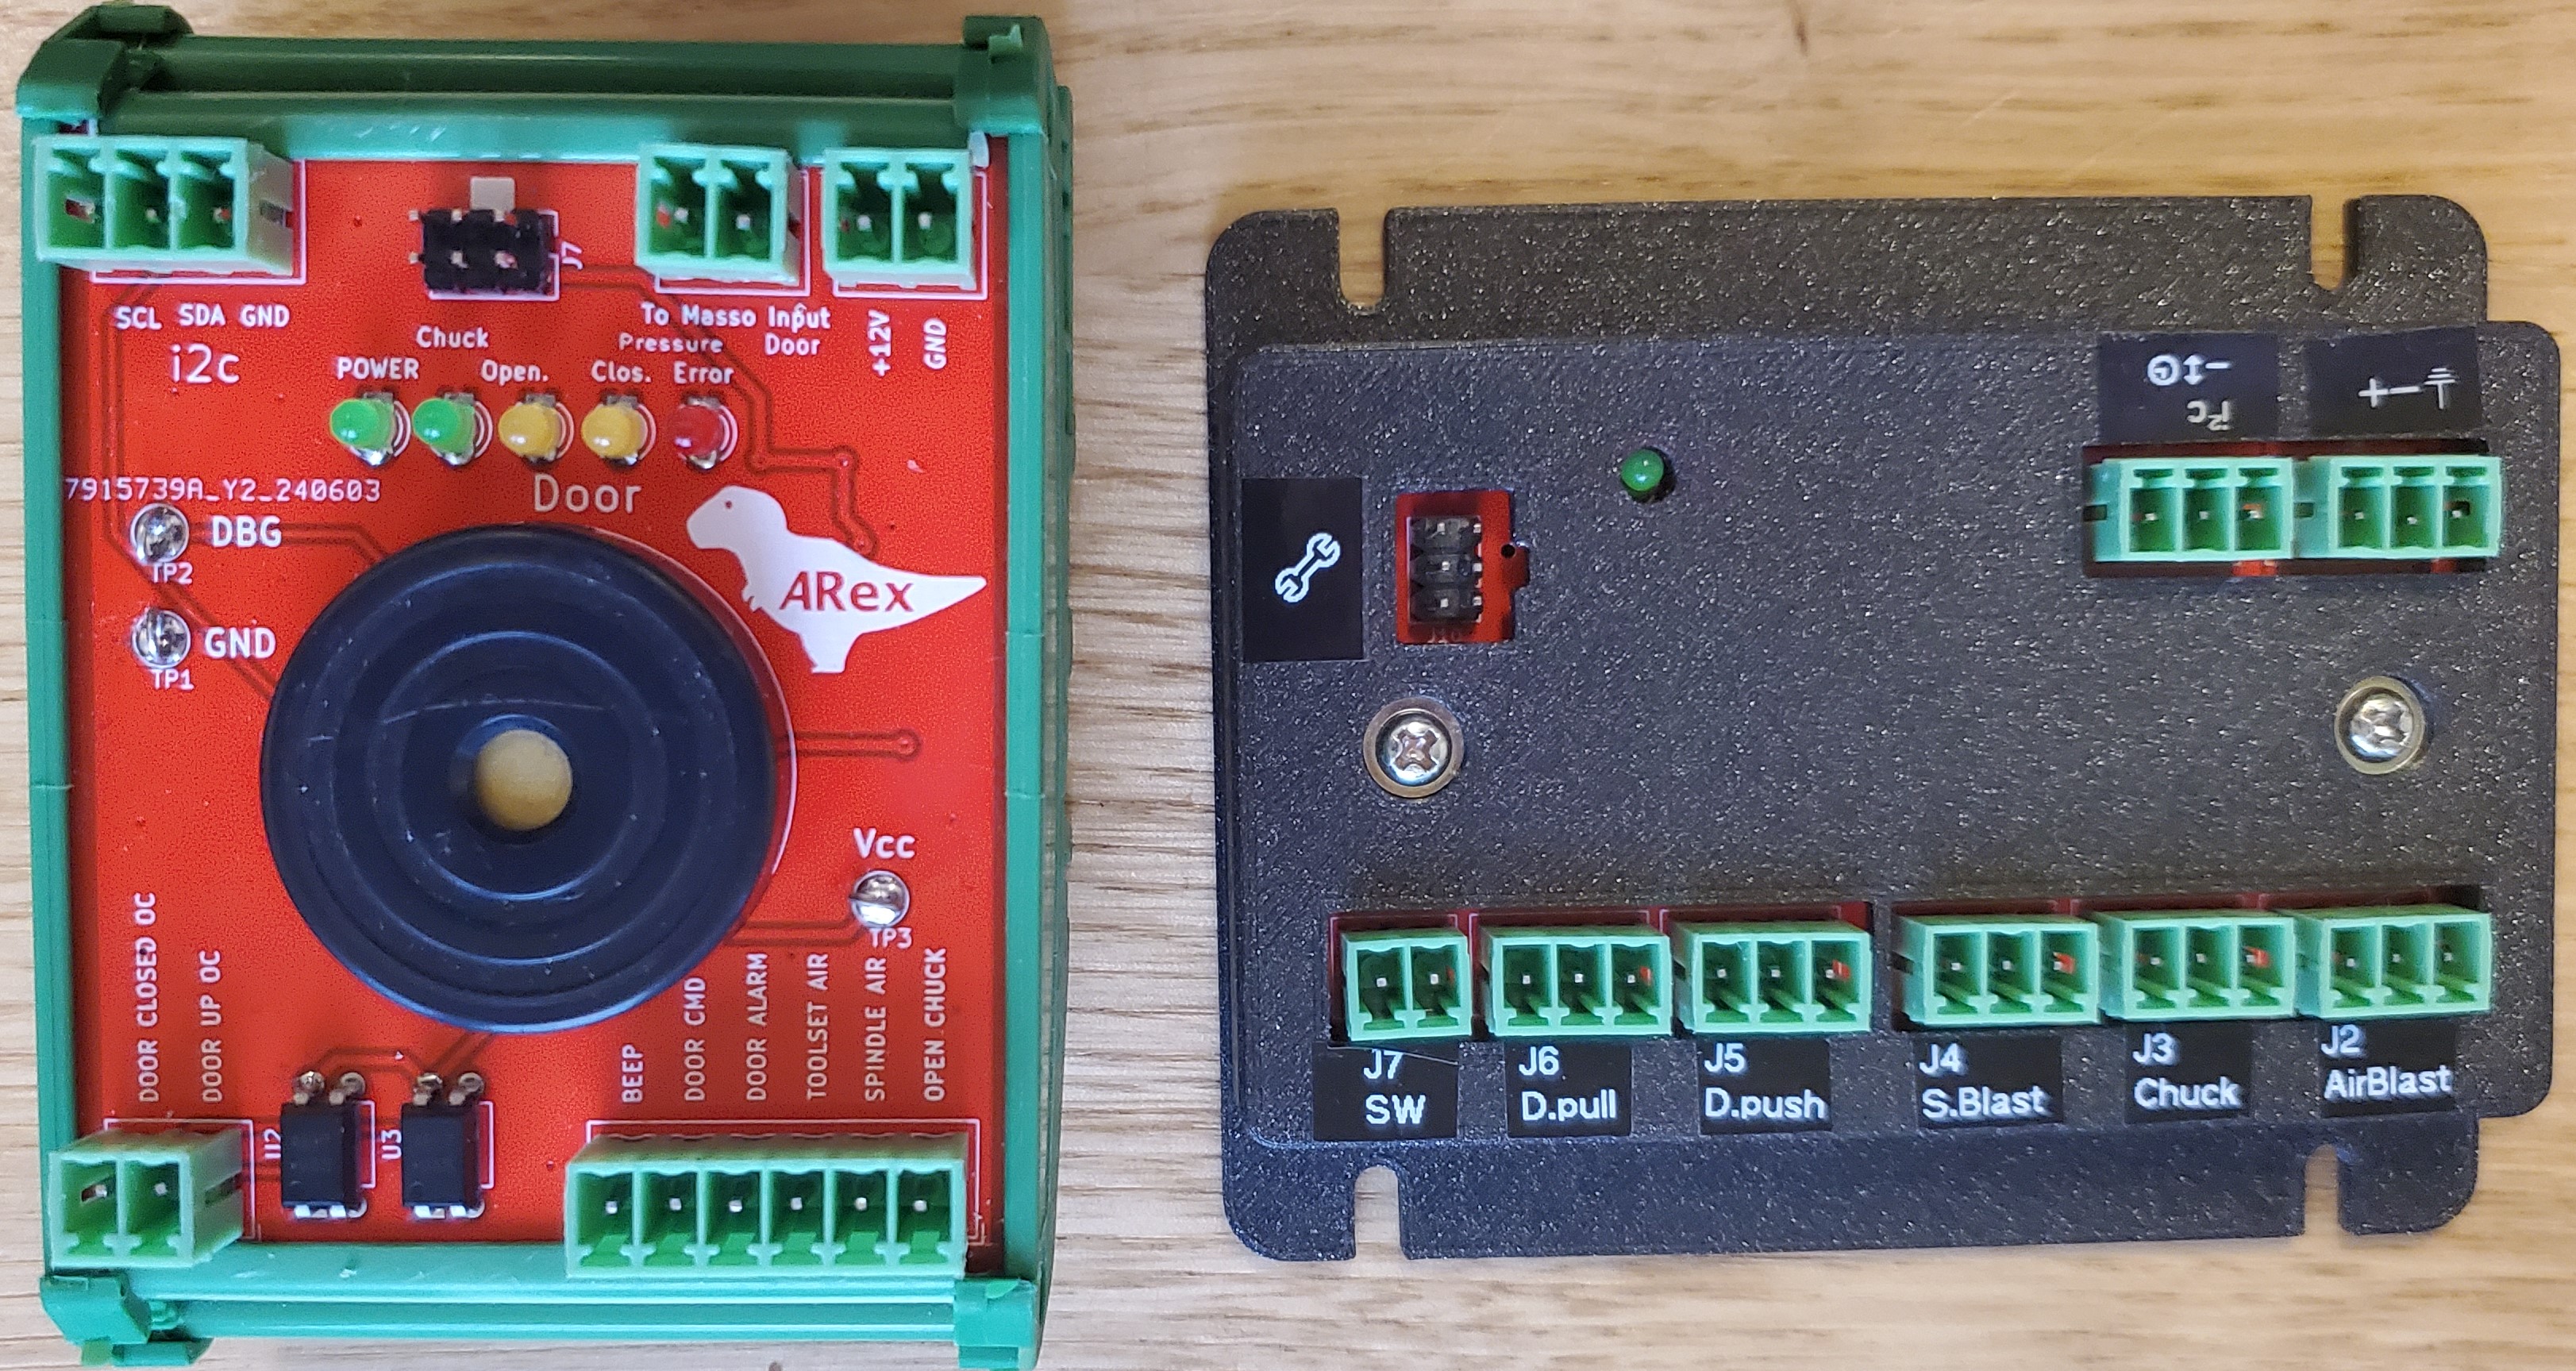 SCL SDA GND
i2c
J7
To Masso Input
Pressure Door
+12V
GND
Chuck
POWER Open. Clos. Error
7915739A_Y2_240603
Door
DBG
TP2
GND
TP1
ARex
Vcc
TP3
DOOR CLOSED OC
DOOR UP OC
BEEP
DOOR CMD
DOOR ALARM
TOOLSET AIR
SPINDLE AIR
OPEN CHUCK
U2
U3
i²c
J7
SW
J6
D.pull
J5
D.push
J4
S.Blast
J3
Chuck
J2
AirBlast